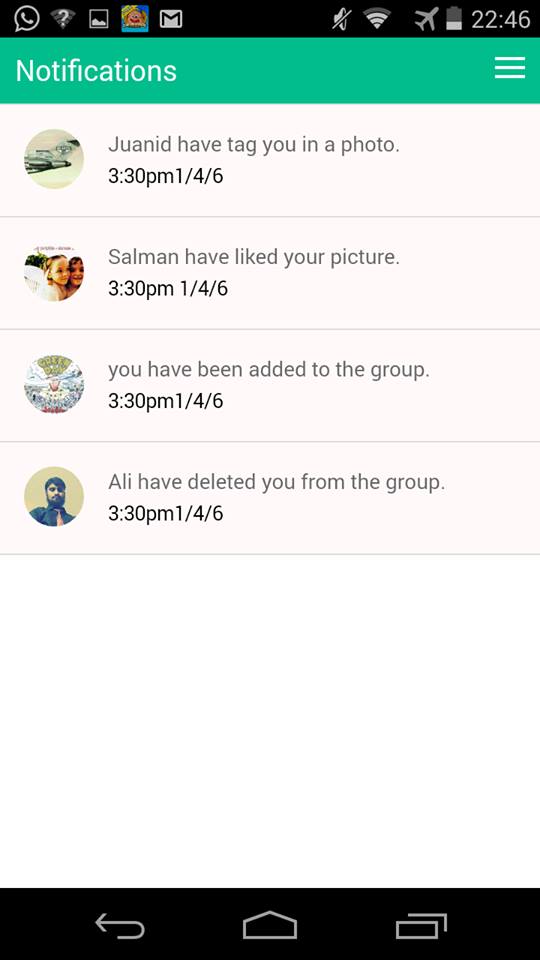 22:46
Notifications
Juanid have tag you in a photo.
3:30pm1/4/6
Salman have liked your picture.
3:30pm 1/4/6
GREEN DAY
you have been added to the group.
3:30pm1/4/6
Ali have deleted you from the group.
3:30pm1/4/6